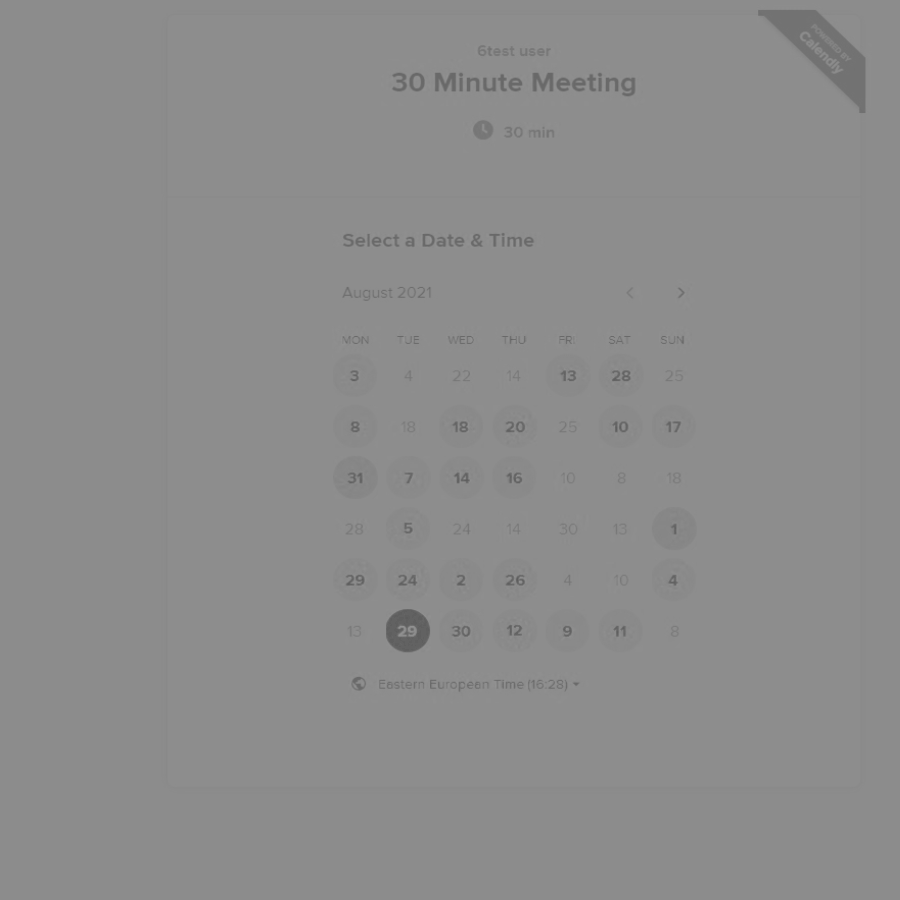 POWERED BY
Calendly
6test user
30 Minute Meeting
30 min
Select a Date & Time
August 2021
MON TUE WED THU FRI SAT SUN
3 4 22 14 13 28 25
8 18 18 20 25 10 17
31 7 14 16 10 8 18
28 5 24 14 30 13 1
29 24 2 26 4 10 4
13 29 30 12 9 11 8
Eastern European Time (16:28)